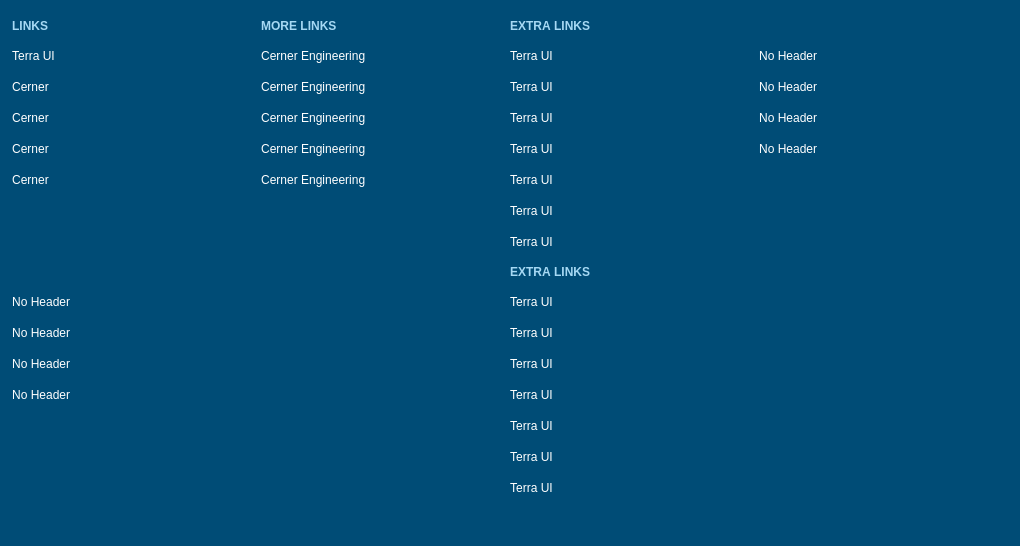 LINKS
Terra UI
Cerner
Cerner
Cerner
Cerner
MORE LINKS
Cerner Engineering
Cerner Engineering
Cerner Engineering
Cerner Engineering
Cerner Engineering
EXTRA LINKS
Terra UI
Terra UI
Terra UI
Terra UI
Terra UI
Terra UI
Terra UI
No Header
No Header
No Header
No Header
No Header
No Header
No Header
No Header
EXTRA LINKS
Terra UI
Terra UI
Terra UI
Terra UI
Terra UI
Terra UI
Terra UI